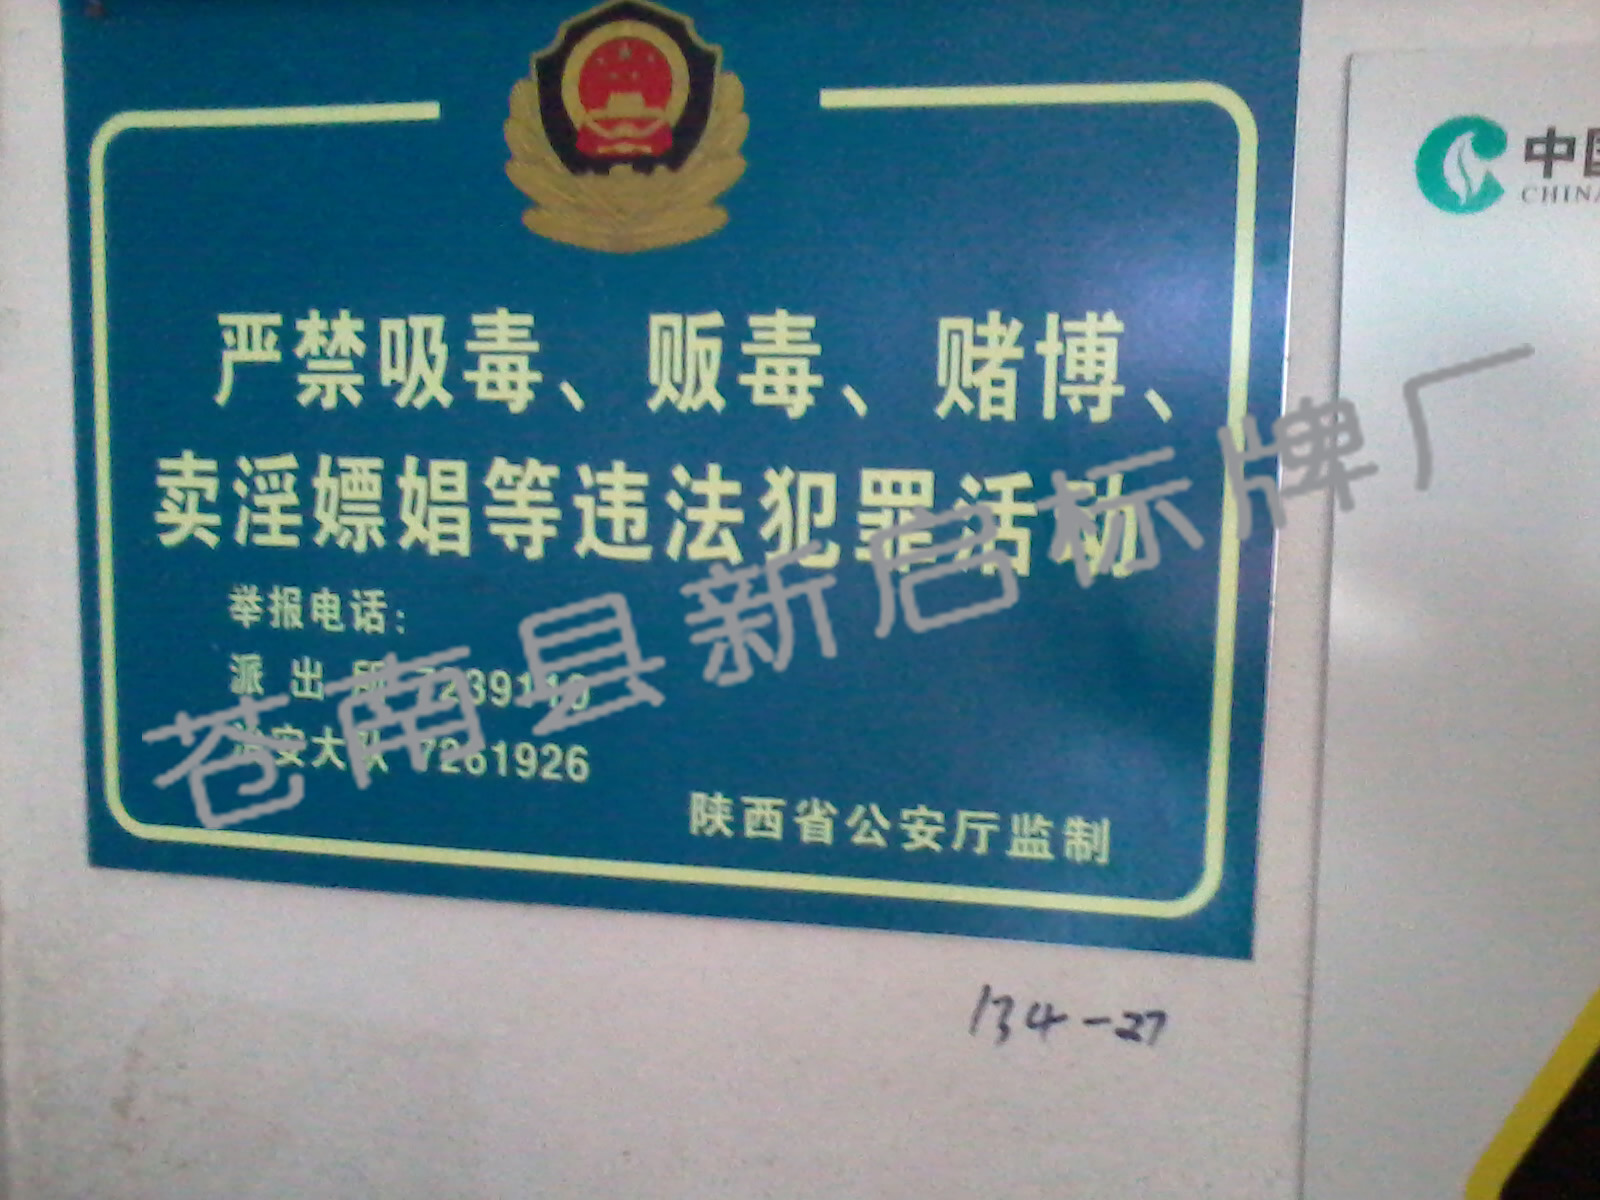 严禁吸毒、贩毒、赌博、
卖淫嫖娼等违法犯罪活动
举报电话：
派出所 7239110
治安大队 7261926
陕西省公安厅监制
苍南县新启标牌厂
134-27
中国
CHINA